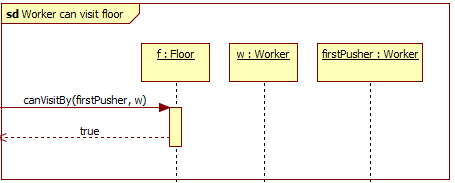 sd Worker can visit floor
f : Floor
w : Worker
firstPusher : Worker
canVisitBy(firstPusher, w)
true